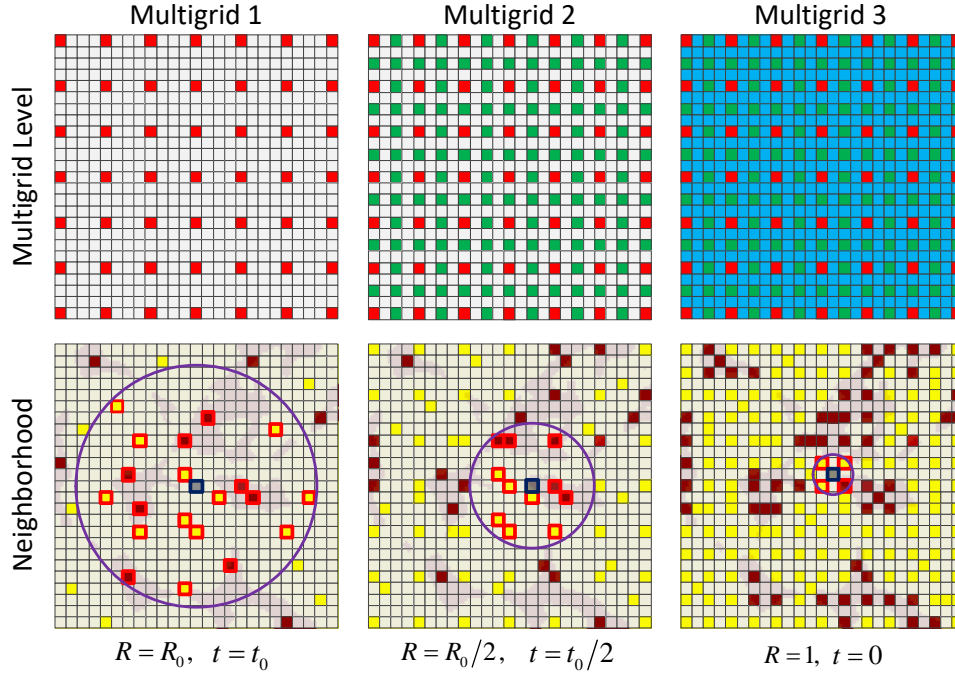 Multigrid 1
Multigrid 2
Multigrid 3
Multigrid Level
Neighborhood
R = R₀, t = t₀
R = R₀/2, t = t₀/2
R = 1, t = 0